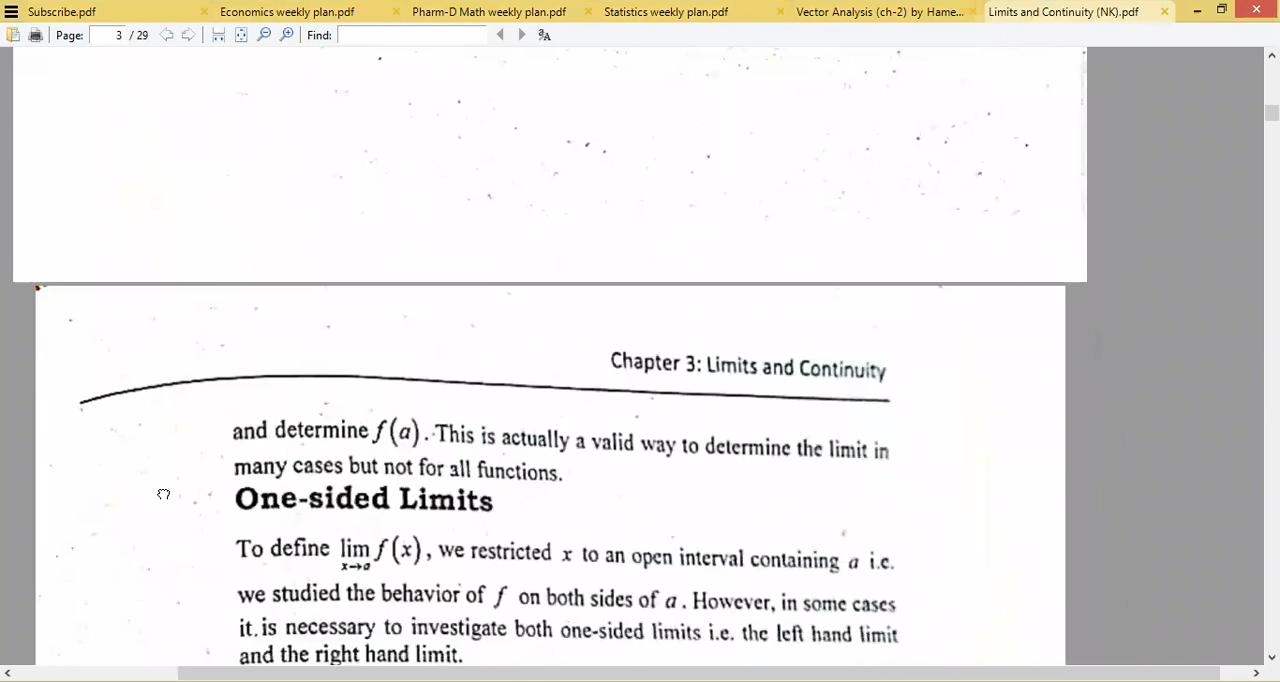 Subscribe.pdf
Economics weekly plan.pdf
Pharm-D Math weekly plan.pdf
Statistics weekly plan.pdf
Vector Analysis (ch-2) by Hame...
Limits and Continuity (NK).pdf
Page: 3 / 29
Find:
Chapter 3: Limits and Continuity
and determine f(a). This is actually a valid way to determine the limit in
many cases but not for all functions.
One-sided Limits
To define lim f(x), we restricted x to an open interval containing a i.e.
x→a
we studied the behavior of f on both sides of a. However, in some cases
it is necessary to investigate both one-sided limits i.e. the left hand limit
and the right hand limit.